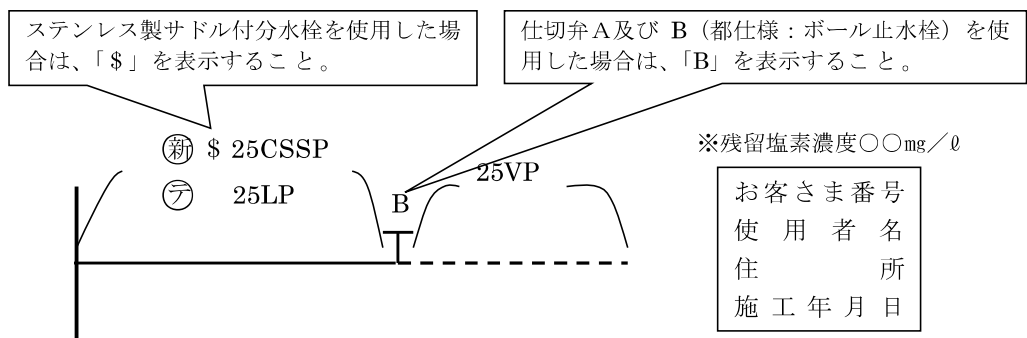 ステンレス製サドル付分水栓を使用した場
合は、「＄」を表示すること。
仕切弁Ａ及び B（都仕様：ボール止水栓）を使
用した場合は、「B」を表示すること。
㊟新 $ 25CSSP
㋢ 25LP
B
25VP
※残留塩素濃度○○㎎／ℓ
お客さま番号
使用者名
住所
施工年月日